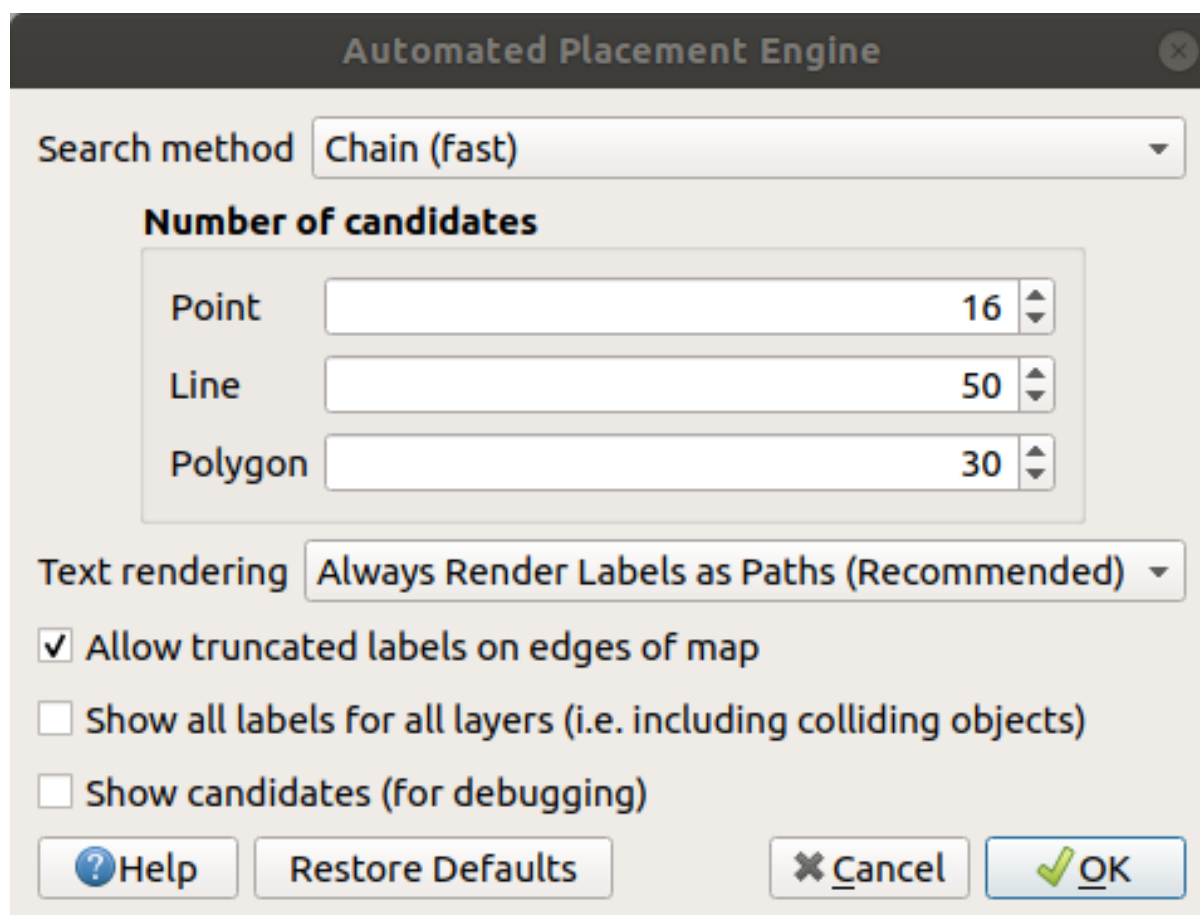 Automated Placement Engine
Search method Chain (fast)
Number of candidates
Point 16
Line 50
Polygon 30
Text rendering Always Render Labels as Paths (Recommended)
Allow truncated labels on edges of map
Show all labels for all layers (i.e. including colliding objects)
Show candidates (for debugging)
Help Restore Defaults Cancel OK